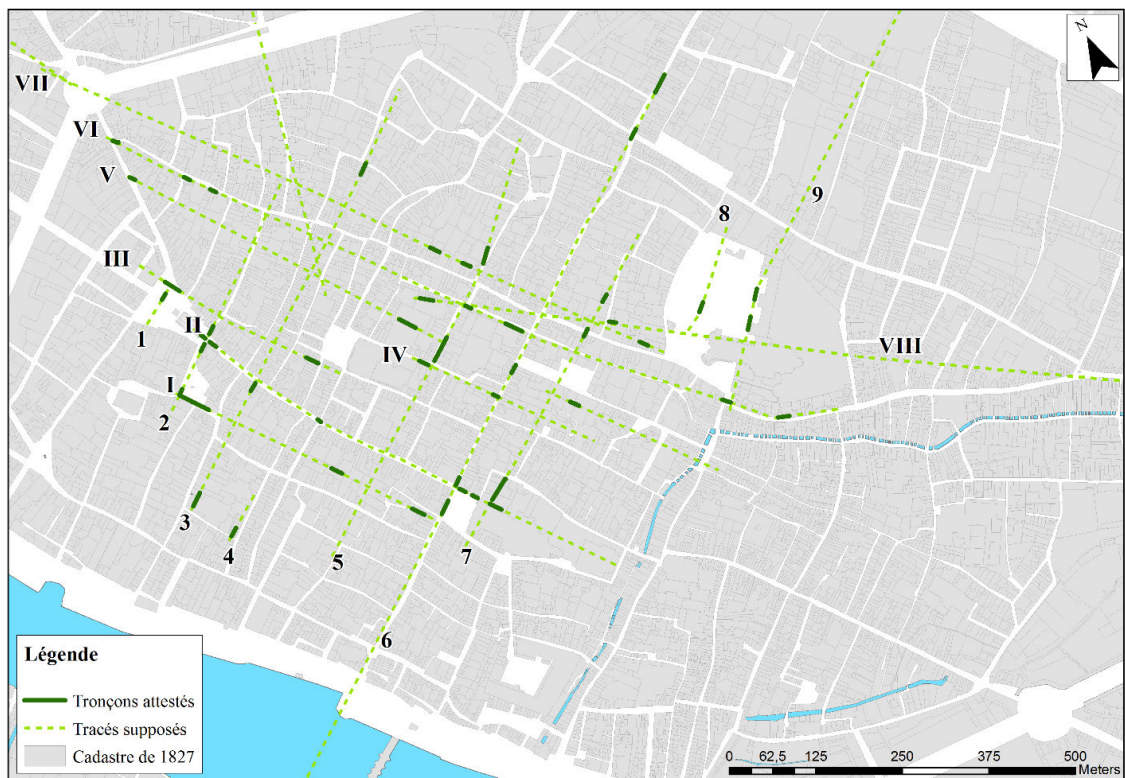 N
VII
VI
V
8
9
III
II
1
IV
VIII
I
2
3
4
5
7
6
Légende
Tronçons attestés
Tracés supposés
Cadastre de 1827
0 62,5 125 250 375 500
Meters